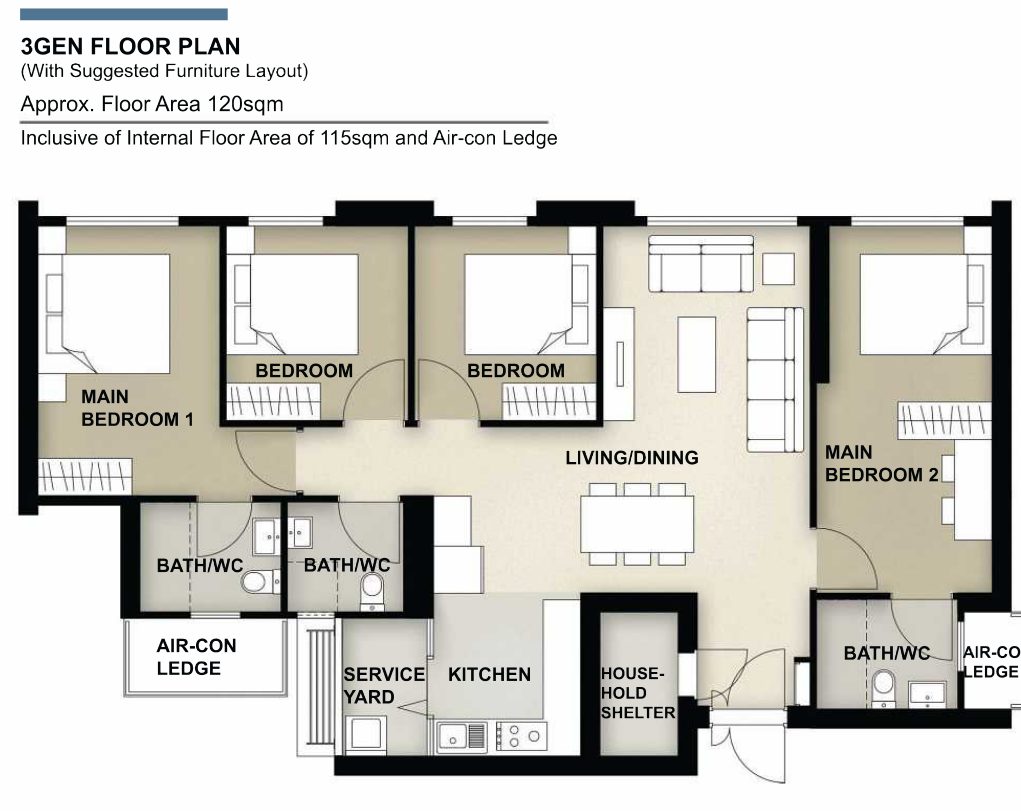 3GEN FLOOR PLAN
(With Suggested Furniture Layout)
Approx. Floor Area 120sqm
Inclusive of Internal Floor Area of 115sqm and Air-con Ledge
BEDROOM
BEDROOM
MAIN
BEDROOM 1
LIVING/DINING
MAIN
BEDROOM 2
BATH/WC
BATH/WC
AIR-CON
LEDGE
SERVICE
YARD
KITCHEN
HOUSE-
HOLD
SHELTER
BATH/WC
AIR-CO
LEDGE